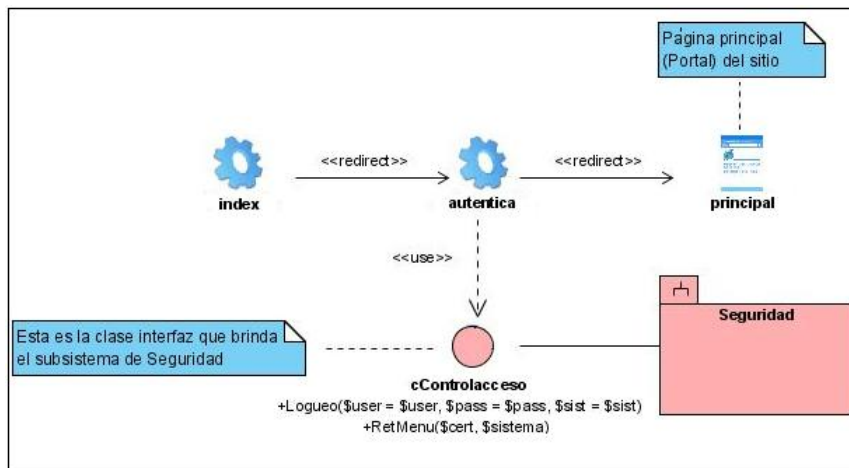 Página principal
(Portal) del sitio
<<redirect>>
<<redirect>>
index
autentica
principal
<<use>>
Seguridad
Esta es la clase interfaz que brinda
el subsistema de Seguridad
cControlacceso
+Logueo($user = $user, $pass = $pass, $sist = $sist)
+RetMenu($cert, $sistema)